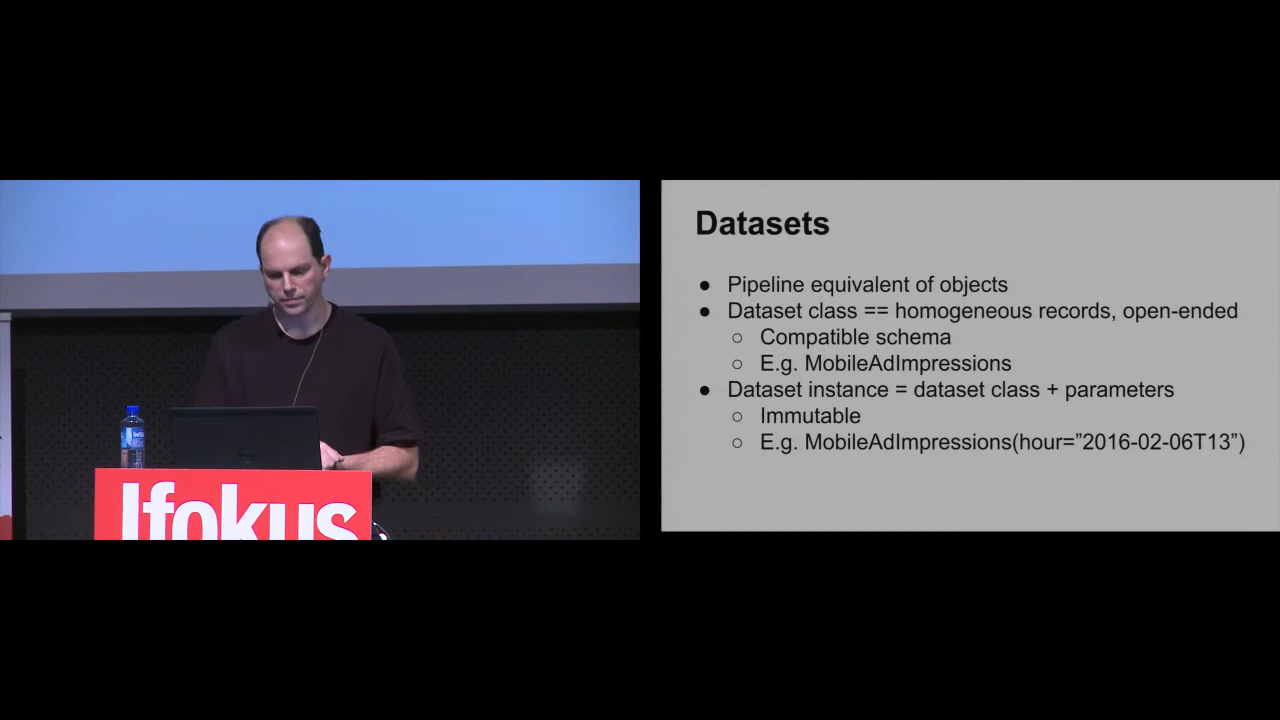 Jfokus
Datasets
● Pipeline equivalent of objects
● Dataset class == homogeneous records, open-ended
○ Compatible schema
○ E.g. MobileAdImpressions
● Dataset instance = dataset class + parameters
○ Immutable
○ E.g. MobileAdImpressions(hour=”2016-02-06T13”)